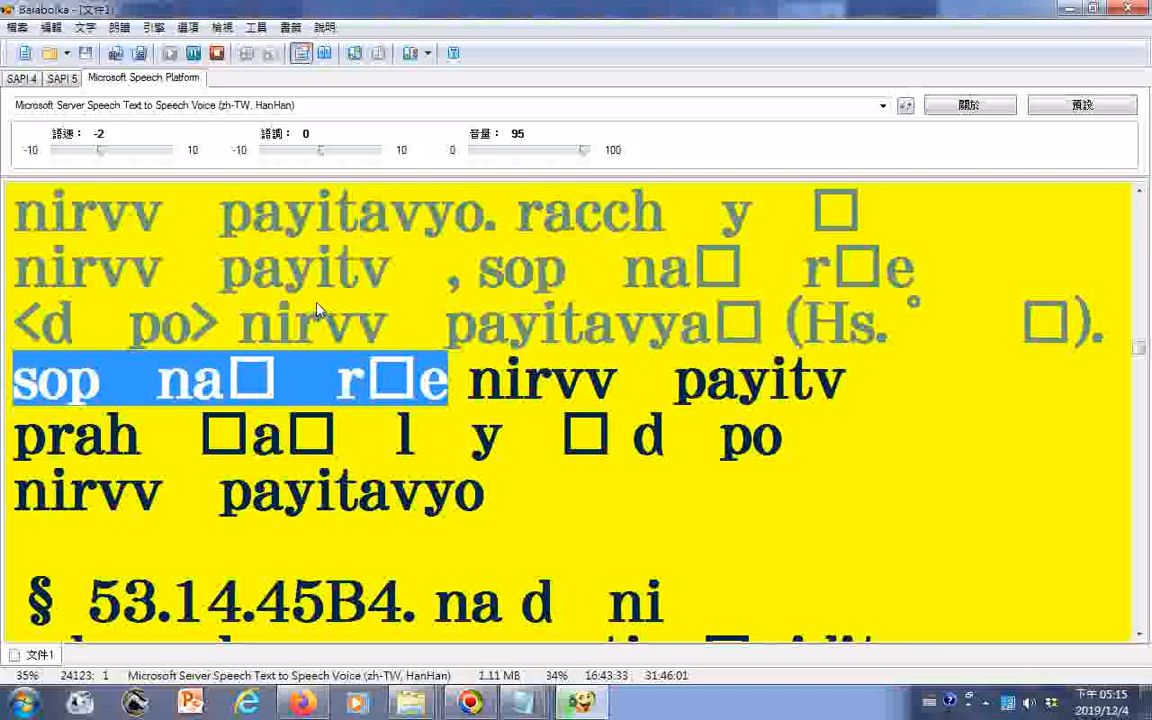 Balabolka - [文件1]
檔案 編輯 文字 朗讀 引擎 選項 檢視 工具 書籤 說明
SAPI 4 SAPI 5 Microsoft Speech Platform
Microsoft Server Speech Text to Speech Voice (zh-TW, HanHan) 關於 預設
語速： -2 語調： 0 音量： 95
-10 10 -10 10 0 100
nirvv payitavyo. racch y □
nirvv payitv , sop na□ r□e
<d po> nirvv payitavya□ (Hs. ° □).
sop na□ r□e nirvv payitv
prah □a□ l y □ d po
nirvv payitavyo
§ 53.14.45B4. na d ni
文件1
35% 24123: 1 Microsoft Server Speech Text to Speech Voice (zh-TW, HanHan) 1.11 MB 34% 16:43:33 31:46:01
下午 05:15
2019/12/4